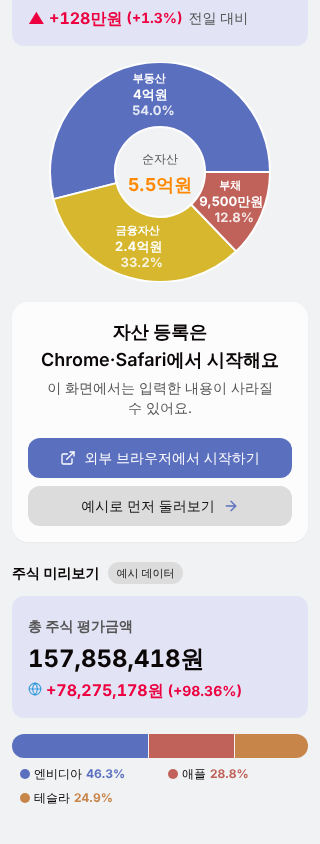 ▲ +128만원 (+1.3%) 전일 대비
부동산
4억원
54.0%
순자산
5.5억원
부채
9,500만원
12.8%
금융자산
2.4억원
33.2%
자산 등록은
Chrome·Safari에서 시작해요
이 화면에서는 입력한 내용이 사라질
수 있어요.
외부 브라우저에서 시작하기
예시로 먼저 둘러보기 →
주식 미리보기 예시 데이터
총 주식 평가금액
157,858,418원
+78,275,178원 (+98.36%)
엔비디아 46.3% 애플 28.8%
테슬라 24.9%